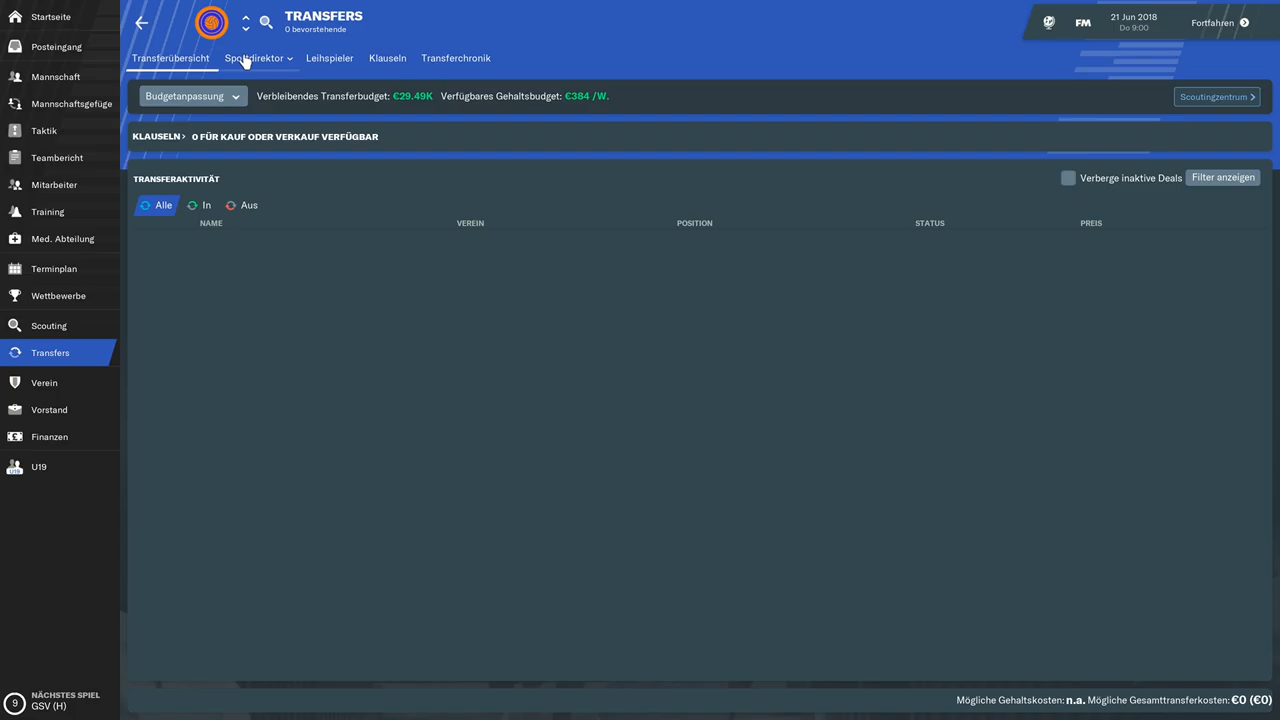 Startseite
Posteingang
Mannschaft
Mannschaftsgefüge
Taktik
Teambericht
Mitarbeiter
Training
Med. Abteilung
Terminplan
Wettbewerbe
Scouting
Transfers
Verein
Vorstand
Finanzen
U19
U19
9
NÄCHSTES SPIEL
GSV (H)
TRANSFERS
0 bevorstehende
FM
21 Jun 2018
Do 9:00
Fortfahren
Transferübersicht Sportdirektor Leihspieler Klauseln Transferchronik
Budgetanpassung Verbleibendes Transferbudget: €29.49K Verfügbares Gehaltsbudget: €384 /W. Scoutingzentrum
KLAUSELN> 0 FÜR KAUF ODER VERKAUF VERFÜGBAR
TRANSFERAKTIVITÄT Verberge inaktive Deals Filter anzeigen
Alle In Aus
NAME VEREIN POSITION STATUS PREIS
Mögliche Gehaltskosten: n.a. Mögliche Gesamttransferkosten: €0 (€0)